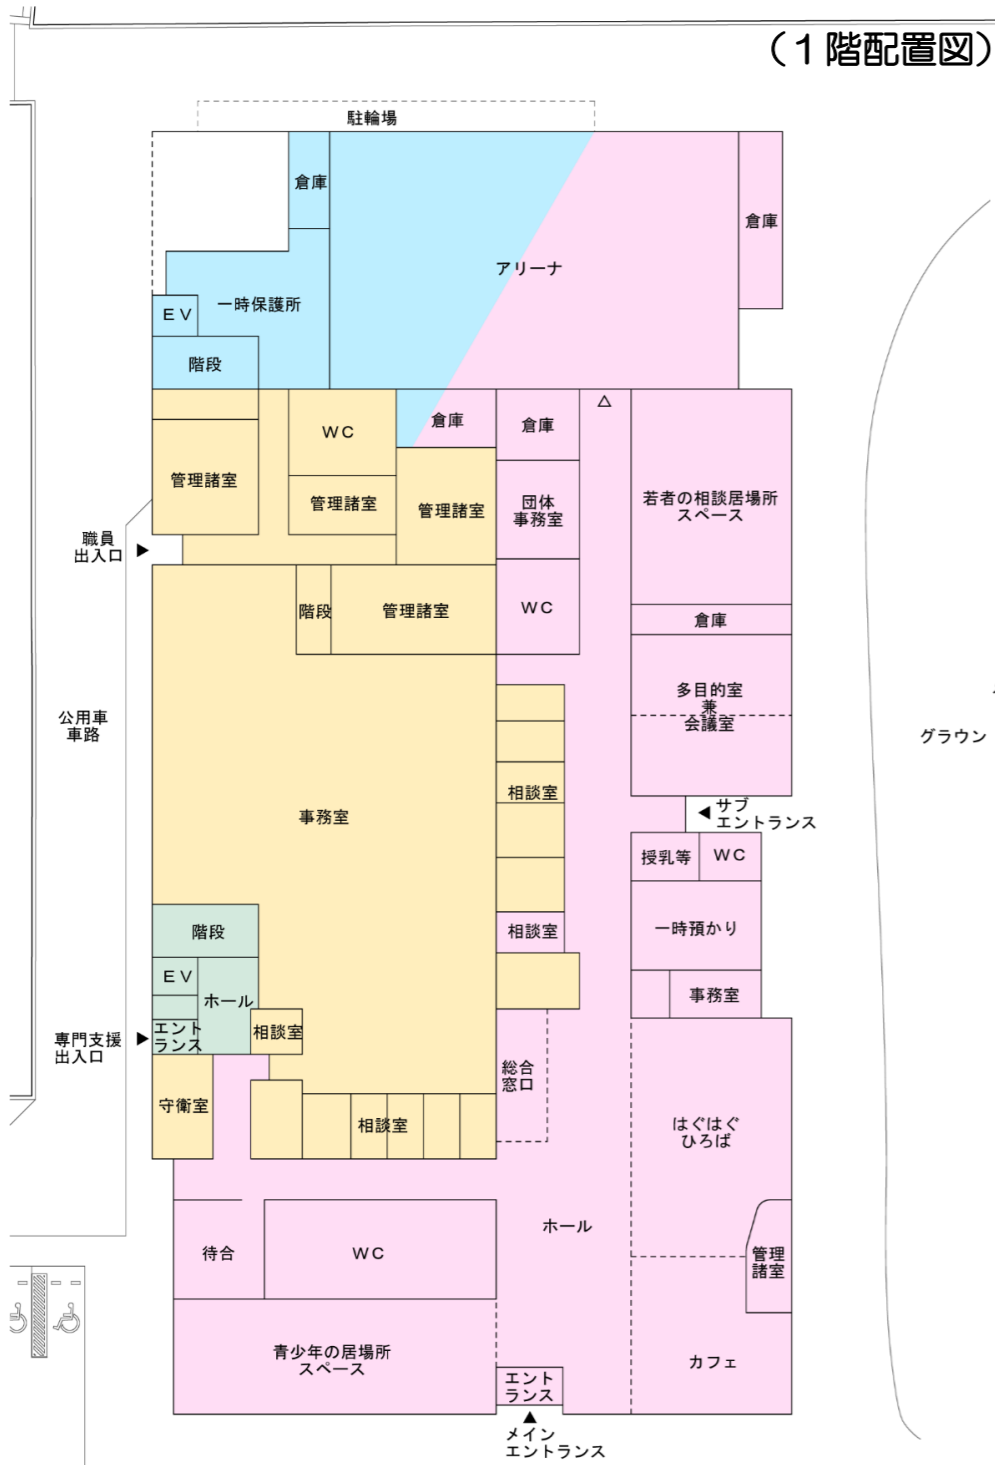 （１階配置図）
駐輪場
倉庫
倉庫
アリーナ
一時保護所
ＥＶ
階段
倉庫
倉庫
△
ＷＣ
管理諸室
管理諸室
管理諸室
団体
事務室
若者の相談居場所
スペース
職員
出入口
▶
階段
管理諸室
ＷＣ
倉庫
多目的室
兼
会議室
公用車
車路
グラウン
相談室
◀ サブ
エントランス
事務室
授乳等
ＷＣ
階段
相談室
一時預かり
ＥＶ
ホール
事務室
エント
ランス
相談室
専門支援
出入口
▶
総合
窓口
守衛室
相談室
はぐはぐ
ひろば
ホール
待合
ＷＣ
管理
諸室
青少年の居場所
スペース
カフェ
エント
ランス
▲
メイン
エントランス